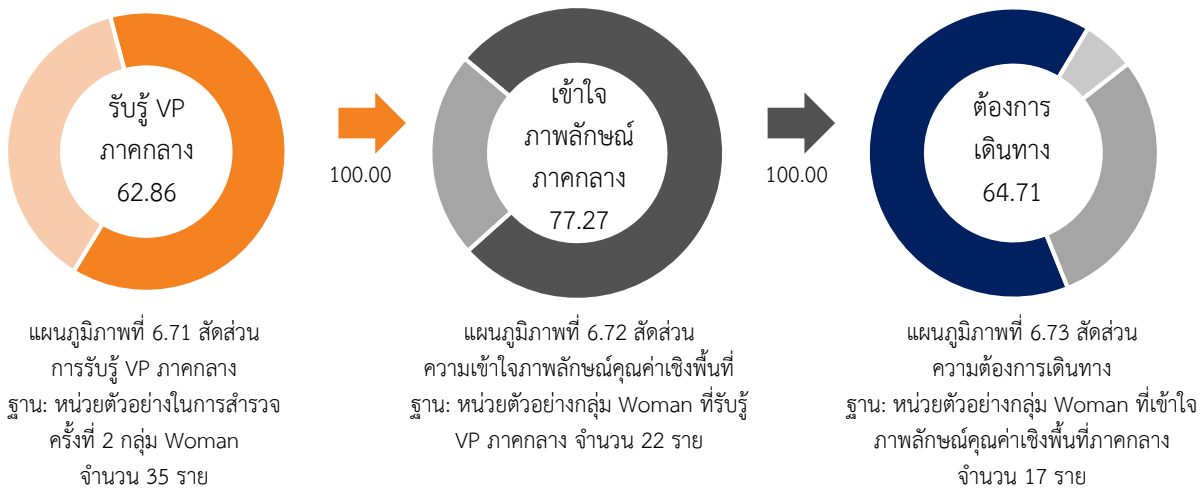 รับรู้ VP
ภาคกลาง
62.86
100.00
เข้าใจ
ภาพลักษณ์
ภาคกลาง
77.27
100.00
ต้องการ
เดินทาง
64.71
แผนภูมิภาพที่ 6.71 สัดส่วน
การรับรู้ VP ภาคกลาง
ฐาน: หน่วยตัวอย่างในการสำรวจ
ครั้งที่ 2 กลุ่ม Woman
จำนวน 35 ราย
แผนภูมิภาพที่ 6.72 สัดส่วน
ความเข้าใจภาพลักษณ์คุณค่าเชิงพื้นที่
ฐาน: หน่วยตัวอย่างกลุ่ม Woman ที่รับรู้
VP ภาคกลาง จำนวน 22 ราย
แผนภูมิภาพที่ 6.73 สัดส่วน
ความต้องการเดินทาง
ฐาน: หน่วยตัวอย่างกลุ่ม Woman ที่เข้าใจ
ภาพลักษณ์คุณค่าเชิงพื้นที่ภาคกลาง
จำนวน 17 ราย